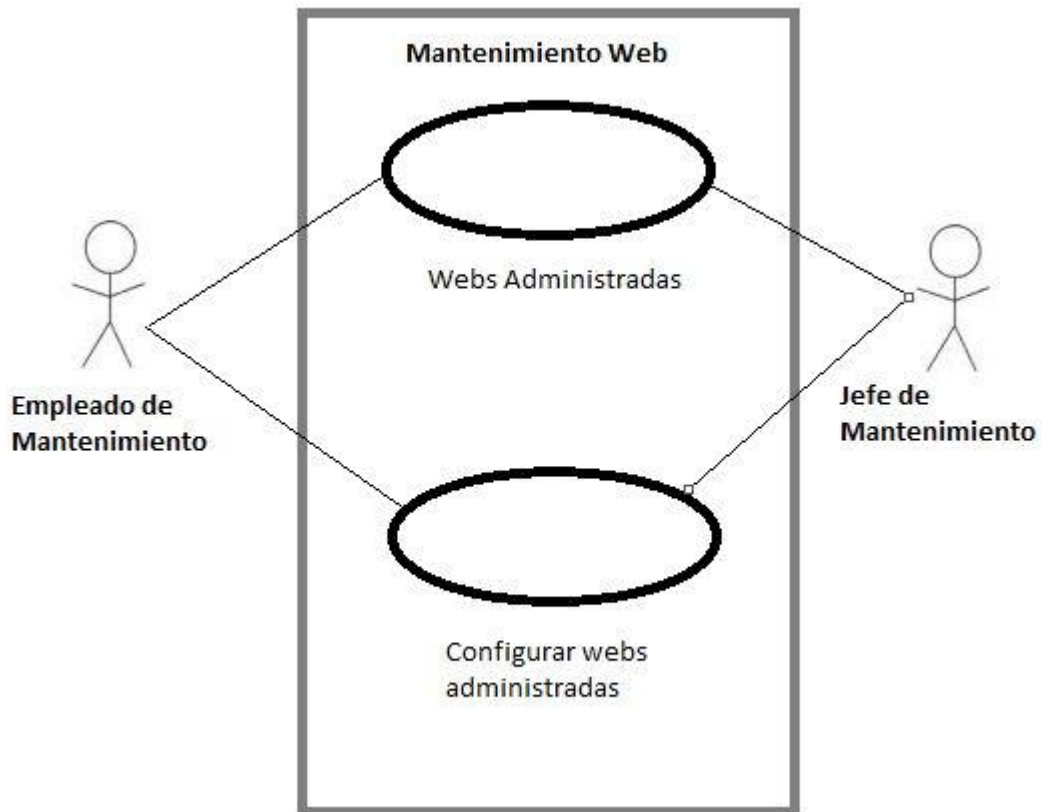 Mantenimiento Web
Webs Administradas
Empleado de
Mantenimiento
Jefe de
Mantenimiento
Configurar webs
administradas